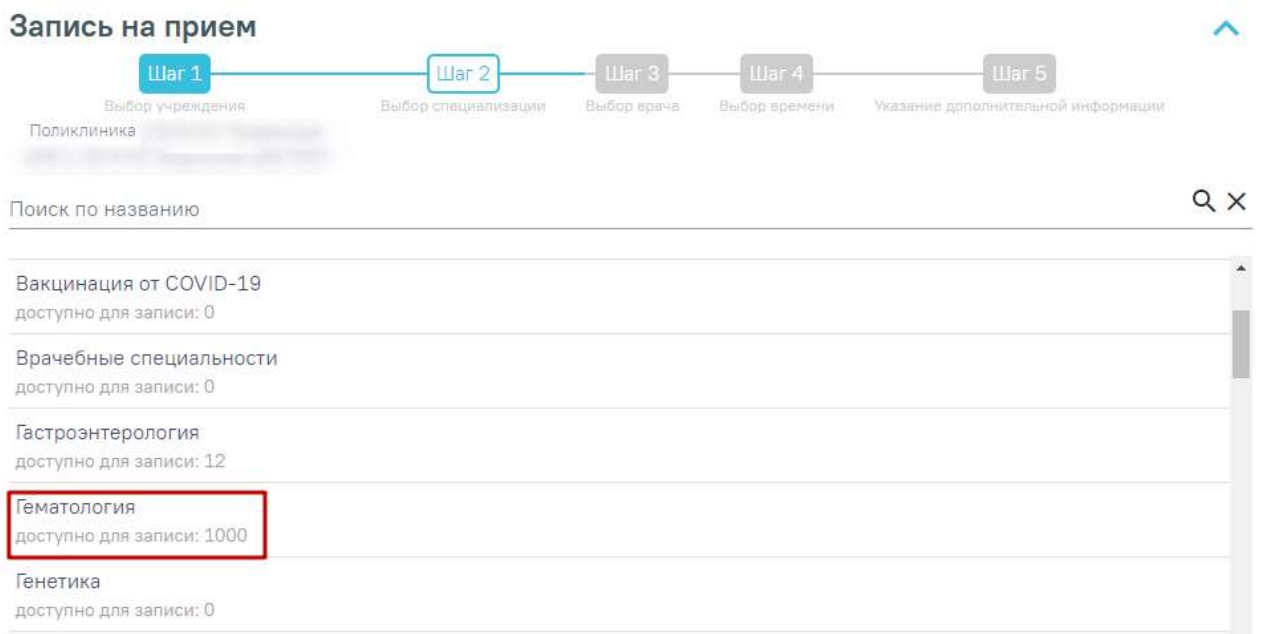 Запись на прием
Шаг 1 Шаг 2 Шаг 3 Шаг 4 Шаг 5
Выбор учреждения Выбор специализации Выбор врача Выбор времени Указание дополнительной информации
Поликлиника
Поиск по названию
Вакцинация от COVID-19
доступно для записи: 0
Врачебные специальности
доступно для записи: 0
Гастроэнтерология
доступно для записи: 12
Гематология
доступно для записи: 1000
Генетика
доступно для записи: 0